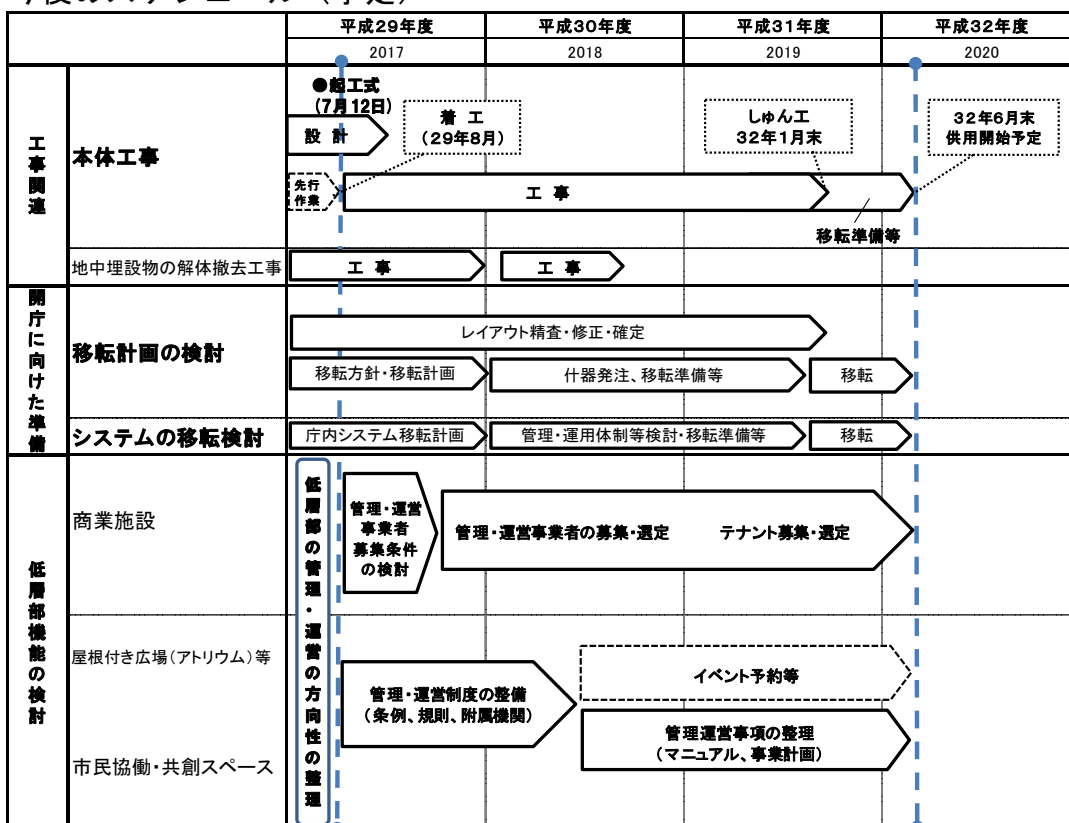 今後のスケジュール（予定）
平成29年度
平成30年度
平成31年度
平成32年度
2017
2018
2019
2020
工事関連
本体工事
●起工式
(7月12日)
設 計
着 工
(29年8月)
しゅん工
32年1月末
32年6月末
供用開始予定
先行
作業
工 事
移転準備等
地中埋設物の解体撤去工事
工 事
工 事
開庁に向けた準備
移転計画の検討
レイアウト精査・修正・確定
移転方針・移転計画
什器発注、移転準備等
移転
システムの移転検討
庁内システム移転計画
管理・運用体制等検討・移転準備等
移転
低層部機能の検討
低層部の管理・運営の方向性の整理
商業施設
管理・運営
事業者
募集条件
の検討
管理・運営事業者の募集・選定
テナント募集・選定
屋根付き広場(アトリウム)等
イベント予約等
管理・運営制度の整備
(条例、規則、附属機関)
管理運営事項の整理
(マニュアル、事業計画)
市民協働・共創スペース